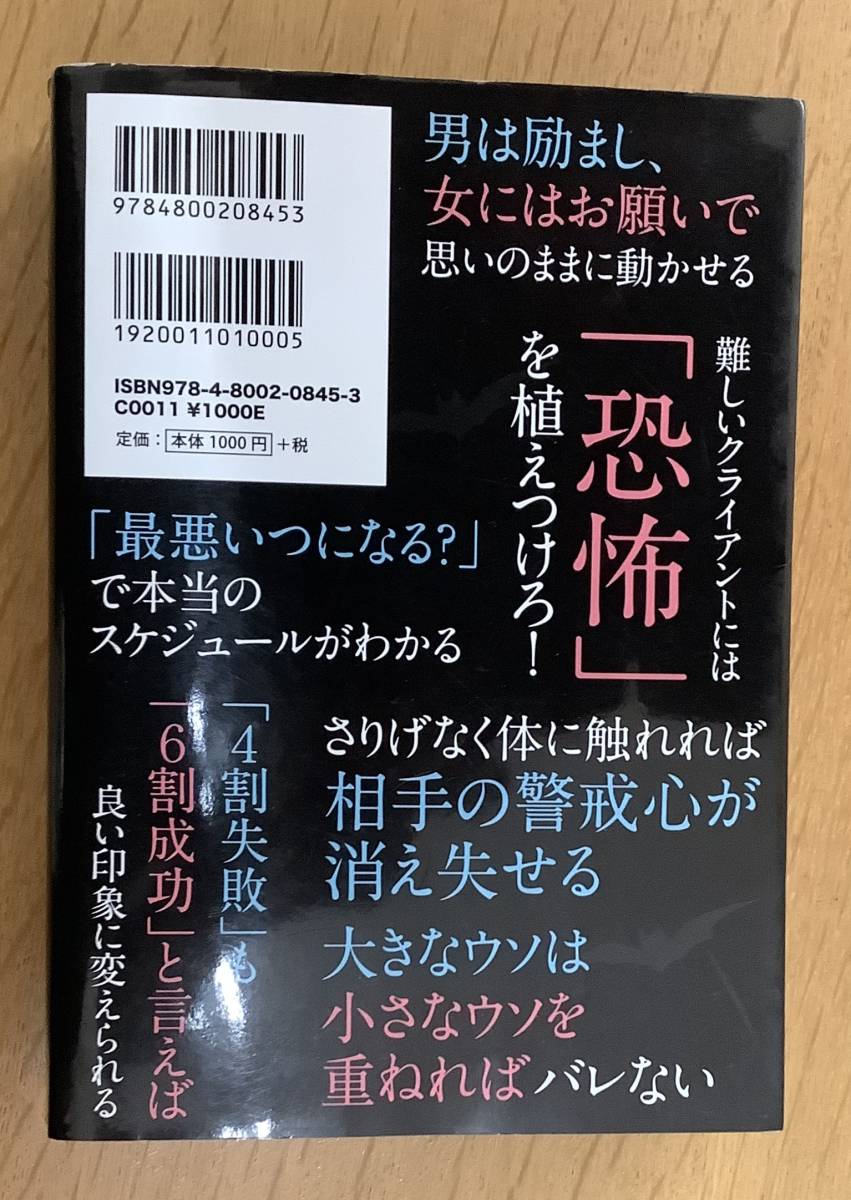 9784800208453
1920011010005
ISBN978-4-8002-0845-3
C0011 ¥1000E
定価：本体1000円+税
男は励まし、
女にはお願いで
思いのままに動かせる
難しいクライアントには
「恐怖」
を植えつけろ！
「最悪いつになる?」
で本当の
スケジュールがわかる
さりげなく体に触れれば
相手の警戒心が
消え失せる
「4割失敗」も
「6割成功」と言えば
良い印象に変えられる
大きなウソは
小さなウソを
重ねればバレない